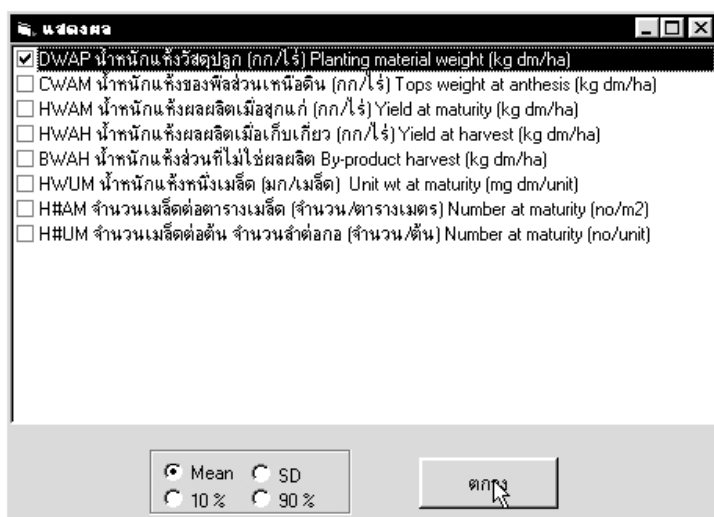 แสดงผล
DWAP น้ำหนักแห้งวัสดุปลูก (กก/ไร่) Planting material weight (kg dm/ha)
CWAM น้ำหนักแห้งของพืลส่วนเหนือดิน (กก/ไร่) Tops weight at anthesis (kg dm/ha)
HWAM น้ำหนักแห้งผลผลิตเมื่อสุกแก่ (กก/ไร่) Yield at maturity (kg dm/ha)
HWAH น้ำหนักแห้งผลผลิตเมื่อเก็บเกี่ยว (กก/ไร่) Yield at harvest (kg dm/ha)
BWAH น้ำหนักแห้งส่วนที่ไม่ใช่ผลผลิต By-product harvest (kg dm/ha)
HWUM น้ำหนักแห้งหนึ่งเมล็ด (มก/เมล็ด) Unit wt at maturity (mg dm/unit)
H#AM จำนวนเมล็ดต่อตารางเมล็ด (จำนวน/ตารางเมตร) Number at maturity (no/m2)
H#UM จำนวนเมล็ดต่อต้น จำนวนลำต่อกอ (จำนวน/ต้น) Number at maturity (no/unit)
Mean SD
10 % 90 %
ตกลง